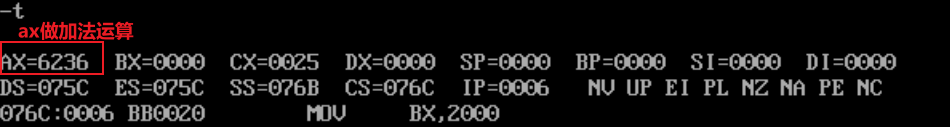 -t
ax做加法运算
AX=6236 BX=0000 CX=0025 DX=0000 SP=0000 BP=0000 SI=0000 DI=0000
DS=075C ES=075C SS=076B CS=076C IP=0006 NV UP EI PL NZ NA PE NC
076C:0006 BB0020 MOV BX,2000